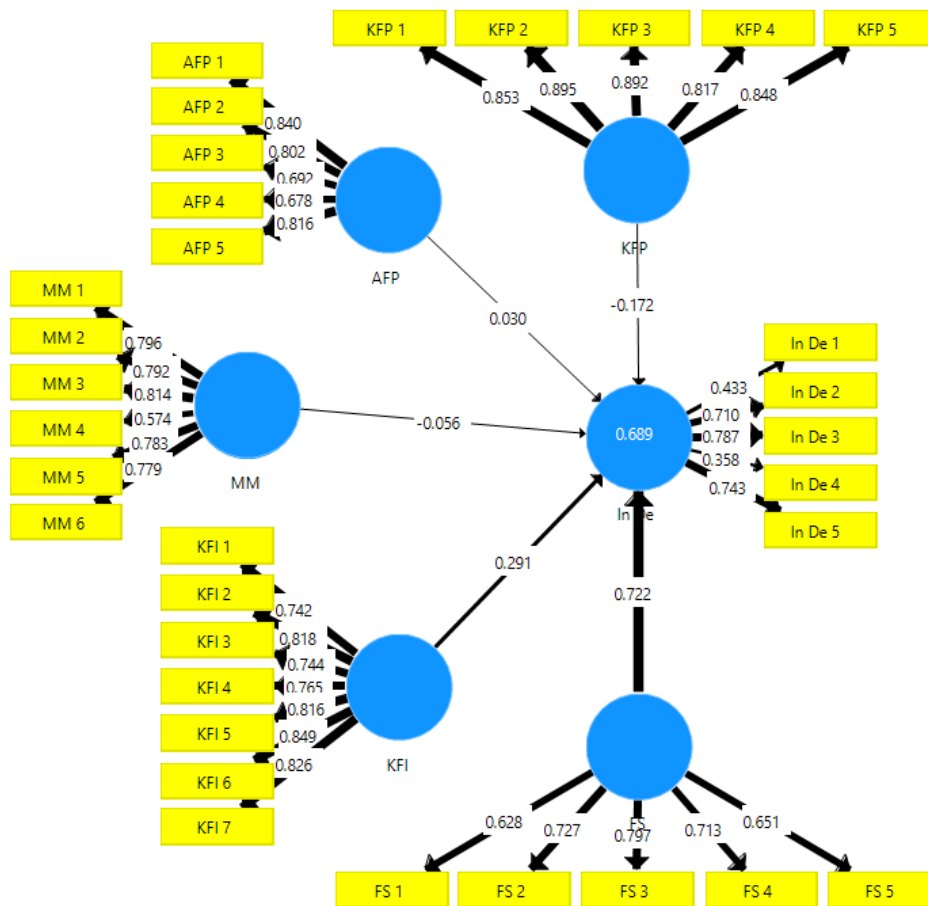 KFP 1
KFP 2
KFP 3
KFP 4
KFP 5
0.853
0.895
0.892
0.817
0.848
KFP
AFP 1
AFP 2
AFP 3
AFP 4
AFP 5
0.840
0.802
0.692
0.678
0.816
AFP
0.030
-0.172
MM 1
MM 2
MM 3
MM 4
MM 5
MM 6
0.796
0.792
0.814
0.574
0.783
0.779
MM
-0.056
0.689
In De
In De 1
In De 2
In De 3
In De 4
In De 5
0.433
0.710
0.787
0.358
0.743
KFI 1
KFI 2
KFI 3
KFI 4
KFI 5
KFI 6
KFI 7
0.742
0.818
0.744
0.765
0.816
0.849
0.826
KFI
0.291
0.722
FS
0.628
0.727
0.797
0.713
0.651
FS 1
FS 2
FS 3
FS 4
FS 5